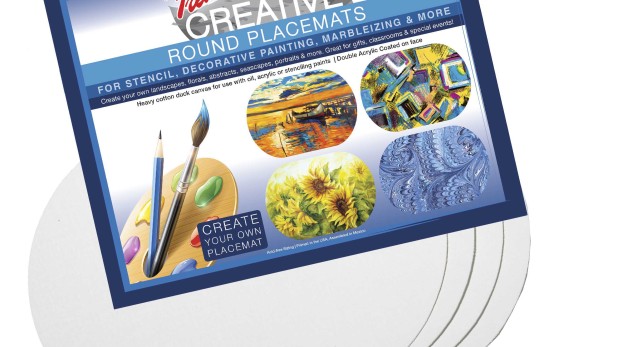 CREATIVE
ROUND PLACEMATS
FOR STENCIL, DECORATIVE PAINTING, MARBLEIZING & MORE
Create your own landscapes, florals, abstracts, seascapes, portraits & more. Great for gifts, classrooms & special events!
Heavy cotton duck canvas for use with oil, acrylic or stenciling paints. | Double Acrylic Coated on face
CREATE
YOUR OWN
PLACEMAT